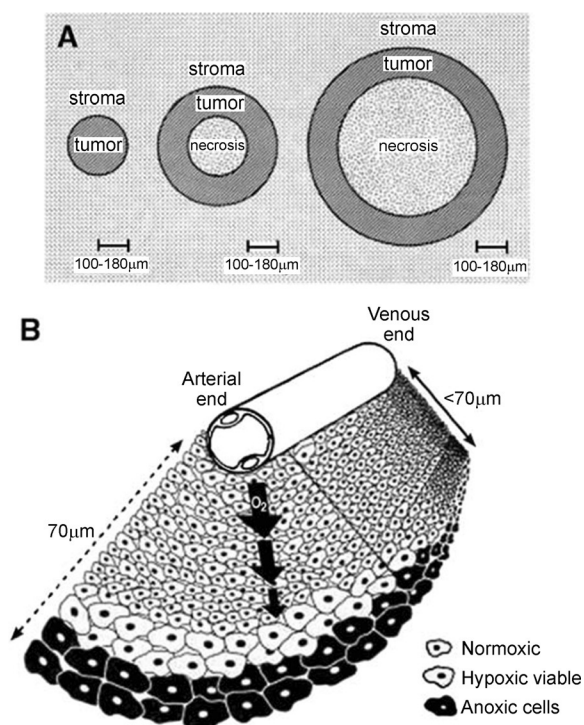 A
stroma
tumor
stroma
tumor
necrosis
stroma
tumor
necrosis
100-180μm
100-180μm
100-180μm
B
Venous
end
Arterial
end
<70μm
O₂
70μm
Normoxic
Hypoxic viable
Anoxic cells